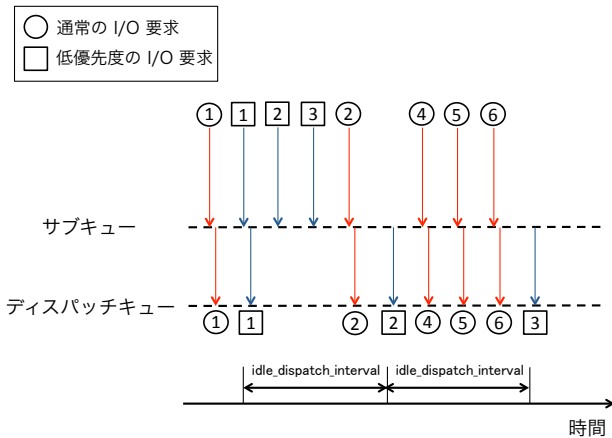 通常の I/O 要求
低優先度の I/O 要求
1 1 2 3 2 4 5 6
サブキュー
ディスパッチキュー
1 1 2 2 4 5 6 3
idle_dispatch_interval idle_dispatch_interval
時間